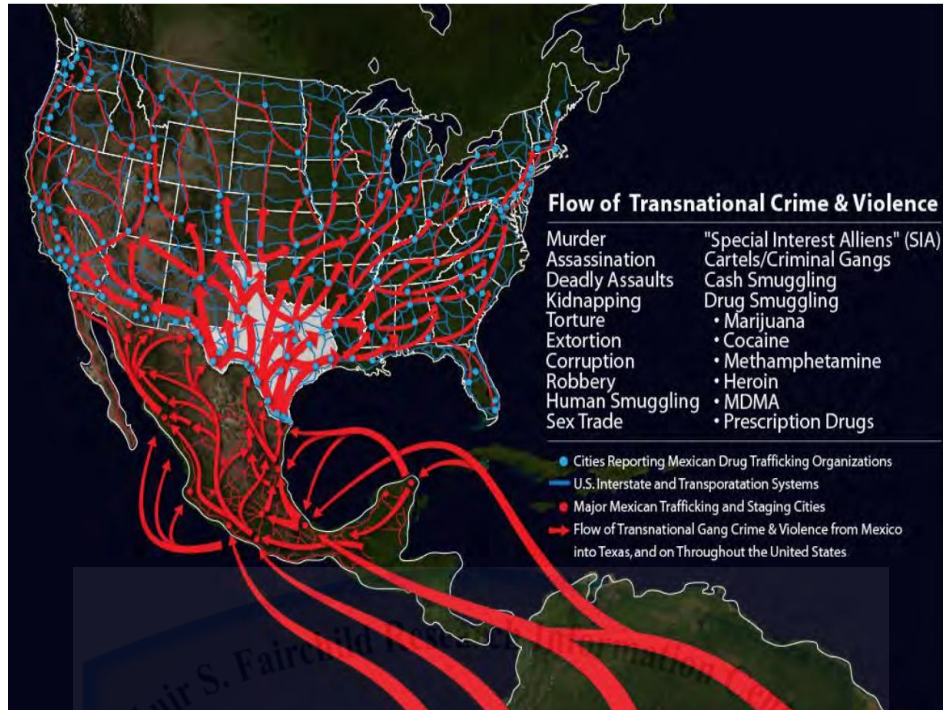 Flow of Transnational Crime & Violence
Murder
Assassination
Deadly Assaults
Kidnapping
Torture
Extortion
Corruption
Robbery
Human Smuggling
Sex Trade
"Special Interest Alliens" (SIA)
Cartels/Criminal Gangs
Cash Smuggling
Drug Smuggling
• Marijuana
• Cocaine
• Methamphetamine
• Heroin
• MDMA
• Prescription Drugs
Cities Reporting Mexican Drug Trafficking Organizations
U.S. Interstate and Transporatation Systems
Major Mexican Trafficking and Staging Cities
Flow of Transnational Gang Crime & Violence from Mexico
into Texas, and on Throughout the United States
muir S. Fairchild Research Information Cen